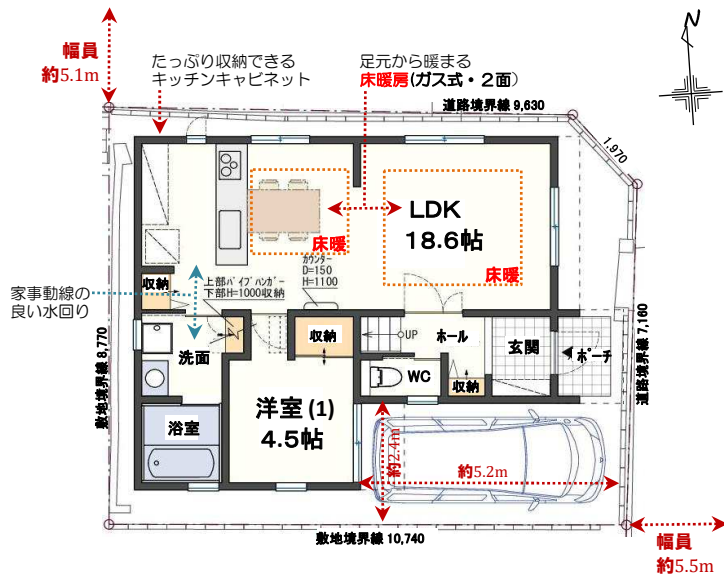 N
幅員
約5.1m
たっぷり収納できる
キッチンキャビネット
足元から暖まる
床暖房(ガス式・2面)
道路境界線 9,630
1,970
LDK
18.6帖
床暖
床暖
カウンター
D=150
H=1100
上部パイプハンガー
下部H=1000収納
家事動線の
良い水回り
収納
洗面
収納
UP
ホール
玄関
ポーチ
WC
収納
洋室(1)
4.5帖
浴室
約2.4m
約5.2m
敷地境界線 8,770
道路境界線 7,160
敷地境界線 10,740
幅員
約5.5m